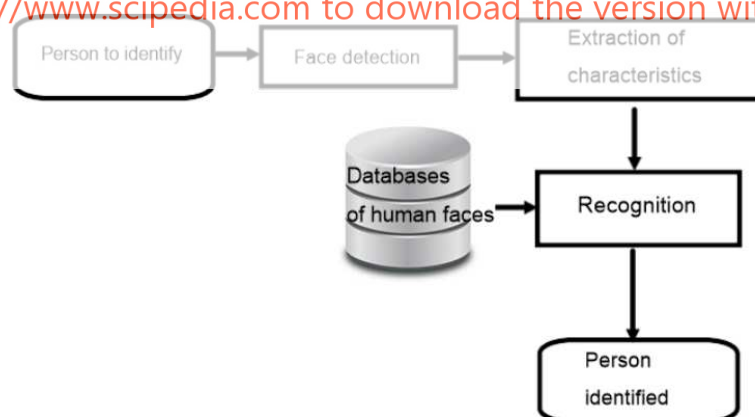 //www.scipedia.com to download the version wit
Person to identify
Face detection
Extraction of
characteristics
Databases
of human faces
Recognition
Person
identified